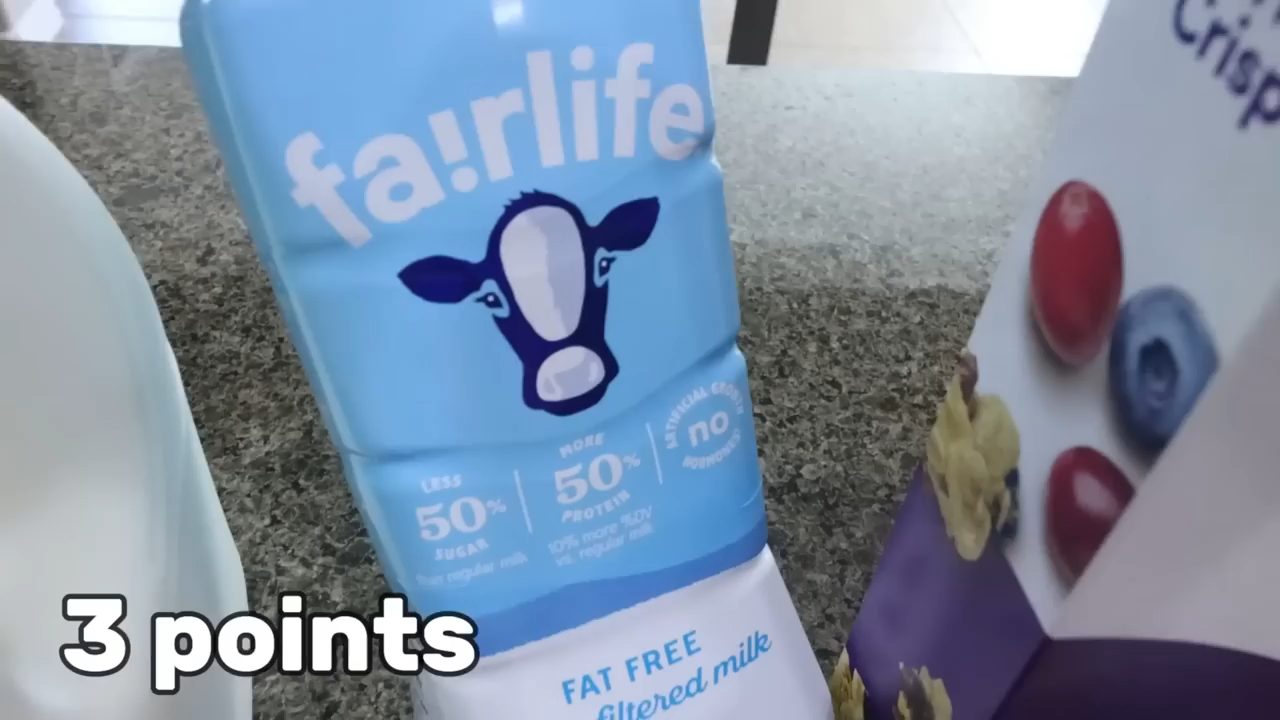 fa!rlife
LESS
50%
SUGAR
than regular milk
MORE
50%
PROTEIN
10% more %DV
vs. regular milk
ARTIFICIAL GROWTH
no
HORMONES
FAT FREE
filtered milk
Crisp
3 points